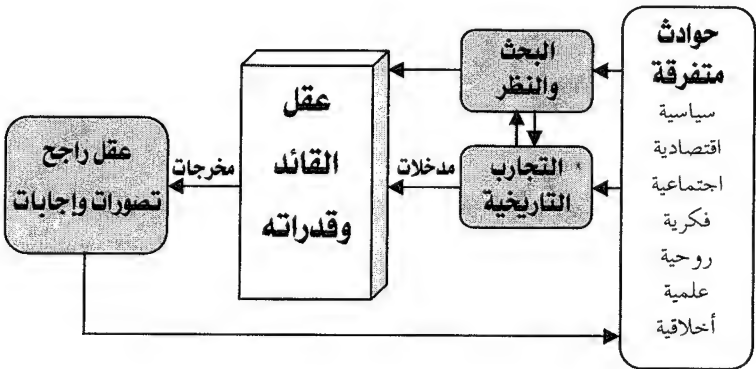 حوادث
متفرقة
سياسية
اقتصادية
اجتماعية
فكرية
روحية
علمية
أخلاقية
البحث
والنظر
التجارب
التاريخية
مدخلات
عقل
القائد
وقدراته
مخرجات
عقل راجح
تصورات وإجابات